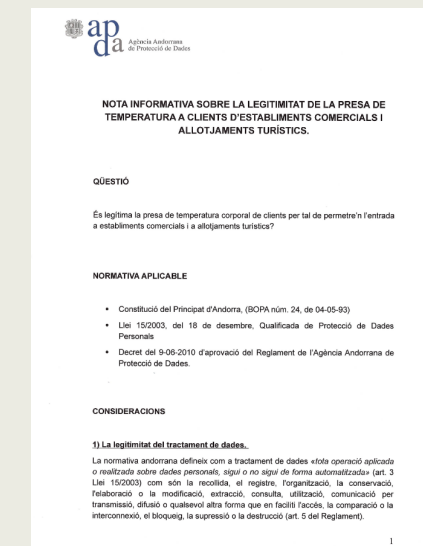 apda
Agència Andorrana
de Protecció de Dades
NOTA INFORMATIVA SOBRE LA LEGITIMITAT DE LA PRESA DE
TEMPERATURA A CLIENTS D'ESTABLIMENTS COMERCIALS I
ALLOTJAMENTS TURÍSTICS.
QÜESTIÓ
És legítima la presa de temperatura corporal de clients per tal de permetre'n l'entrada
a establiments comercials i a allotjaments turístics?
NORMATIVA APLICABLE
• Constitució del Principat d'Andorra, (BOPA núm. 24, de 04-05-93)
• Llei 15/2003, del 18 de desembre, Qualificada de Protecció de Dades
Personals
• Decret del 9-06-2010 d'aprovació del Reglament de l'Agència Andorrana de
Protecció de Dades.
CONSIDERACIONS
1) La legitimitat del tractament de dades.
La normativa andorrana defineix com a tractament de dades «tota operació aplicada
o realitzada sobre dades personals, sigui o no sigui de forma automatitzada» (art. 3
Llei 15/2003) com són la recollida, el registre, l'organització, la conservació,
l'elaboració o la modificació, extracció, consulta, utilització, comunicació per
transmissió, difusió o qualsevol altra forma que en faciliti l'accés, la comparació o la
interconnexió, el bloqueig, la supressió o la destrucció (art. 5 del Reglament).
1